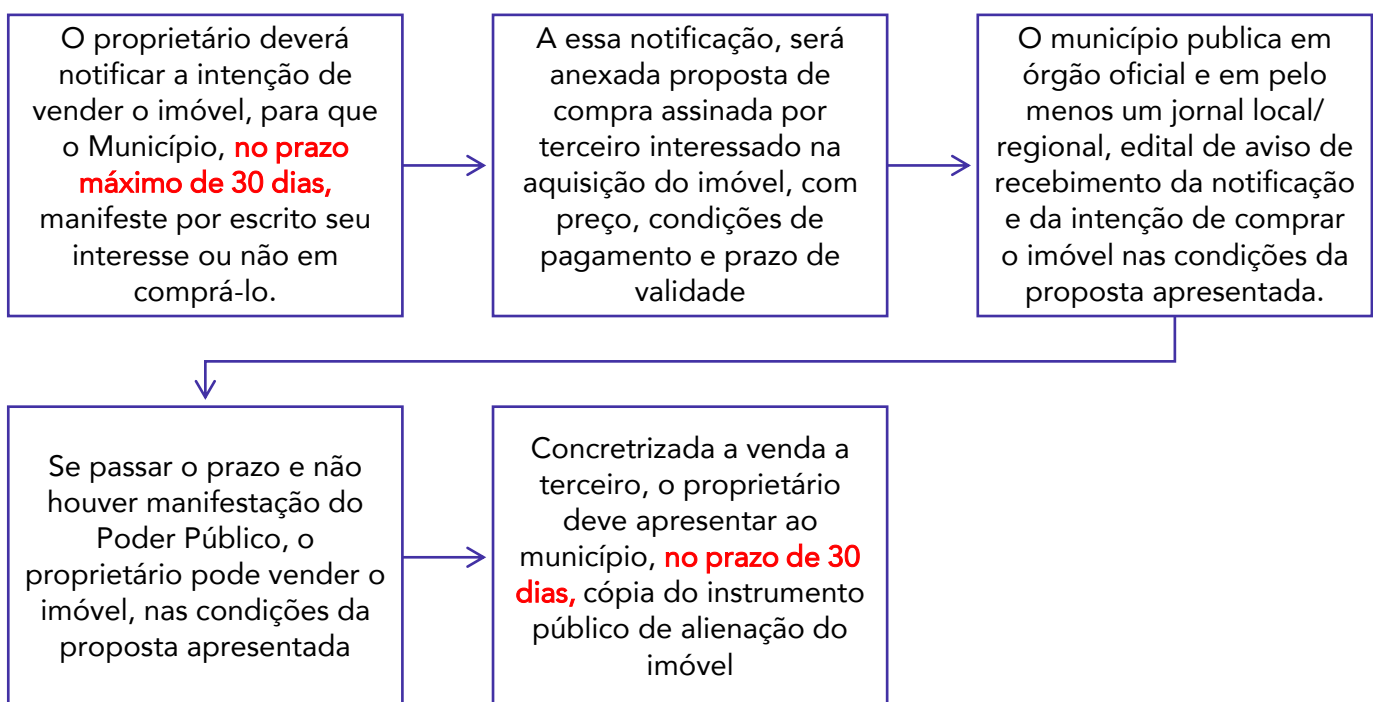 O proprietário deverá
notificar a intenção de
vender o imóvel, para que
o Município, no prazo
máximo de 30 dias,
manifeste por escrito seu
interesse ou não em
comprá-lo.
A essa notificação, será
anexada proposta de
compra assinada por
terceiro interessado na
aquisição do imóvel, com
preço, condições de
pagamento e prazo de
validade
O município publica em
órgão oficial e em pelo
menos um jornal local/
regional, edital de aviso de
recebimento da notificação
e da intenção de comprar
o imóvel nas condições da
proposta apresentada.
Se passar o prazo e não
houver manifestação do
Poder Público, o
proprietário pode vender o
imóvel, nas condições da
proposta apresentada
Concretrizada a venda a
terceiro, o proprietário
deve apresentar ao
município, no prazo de 30
dias, cópia do instrumento
público de alienação do
imóvel